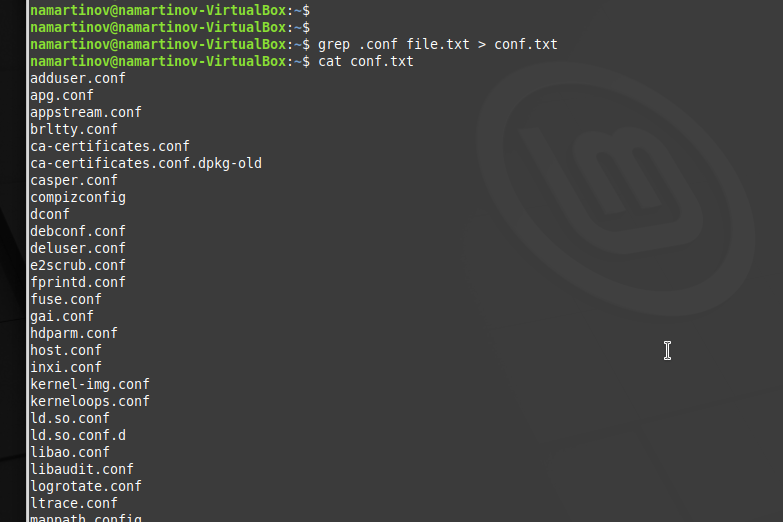 namartinov@namartinov-VirtualBox:~$
namartinov@namartinov-VirtualBox:~$
namartinov@namartinov-VirtualBox:~$ grep .conf file.txt > conf.txt
namartinov@namartinov-VirtualBox:~$ cat conf.txt
adduser.conf
apg.conf
appstream.conf
brltty.conf
ca-certificates.conf
ca-certificates.conf.dpkg-old
casper.conf
compizconfig
dconf
debconf.conf
deluser.conf
e2scrub.conf
fprintd.conf
fuse.conf
gai.conf
hdparm.conf
host.conf
inxi.conf
kernel-img.conf
kerneloops.conf
ld.so.conf
ld.so.conf.d
libao.conf
libaudit.conf
logrotate.conf
ltrace.conf
manpath.config